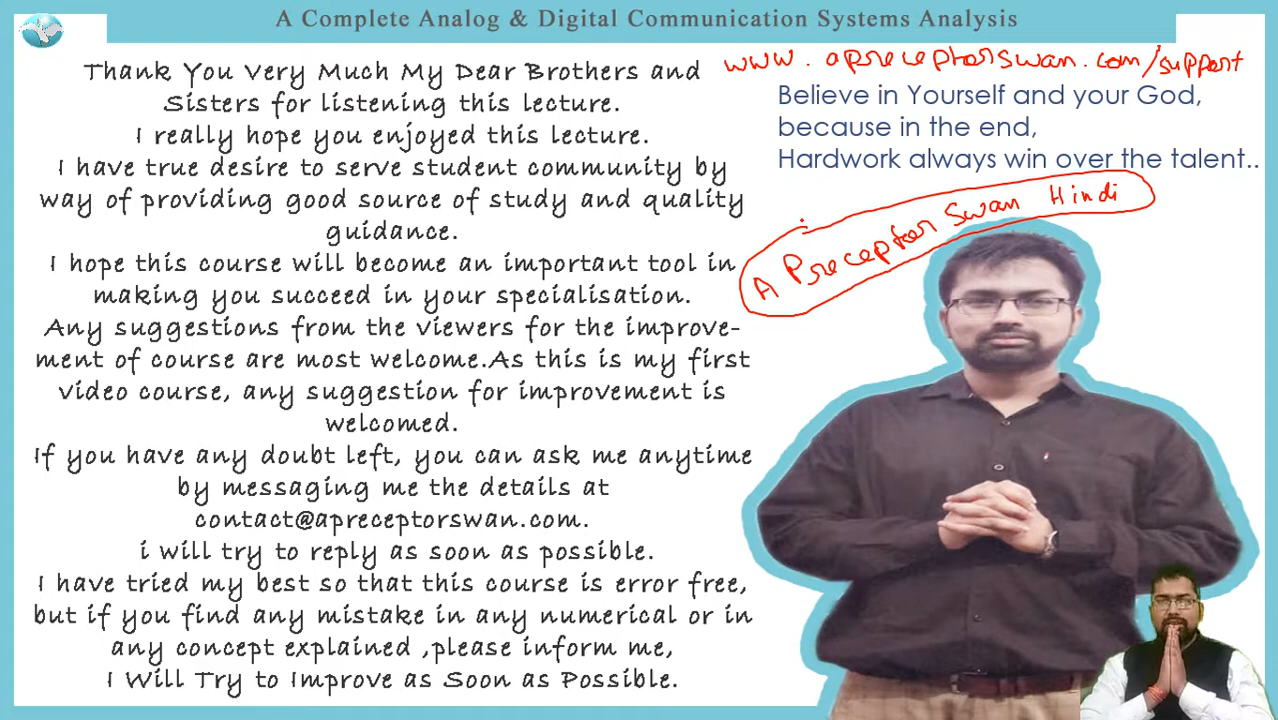 A Complete Analog & Digital Communication Systems Analysis
Thank You Very Much My Dear Brothers and
Sisters for listening this lecture.
I really hope you enjoyed this lecture.
I have true desire to serve student community by
way of providing good source of study and quality
guidance.
I hope this course will become an important tool in
making you succeed in your specialisation.
Any suggestions from the viewers for the improve-
ment of course are most welcome.As this is my first
video course, any suggestion for improvement is
welcomed.
If you have any doubt left, you can ask me anytime
by messaging me the details at
contact@apreceptorswan.com.
i will try to reply as soon as possible.
I have tried my best so that this course is error free,
but if you find any mistake in any numerical or in
any concept explained ,please inform me,
I Will Try to Improve as Soon as Possible.
www.apreceptorswan.com/support
Believe in Yourself and your God,
because in the end,
Hardwork always win over the talent..
A Preceptor Swan Hindi